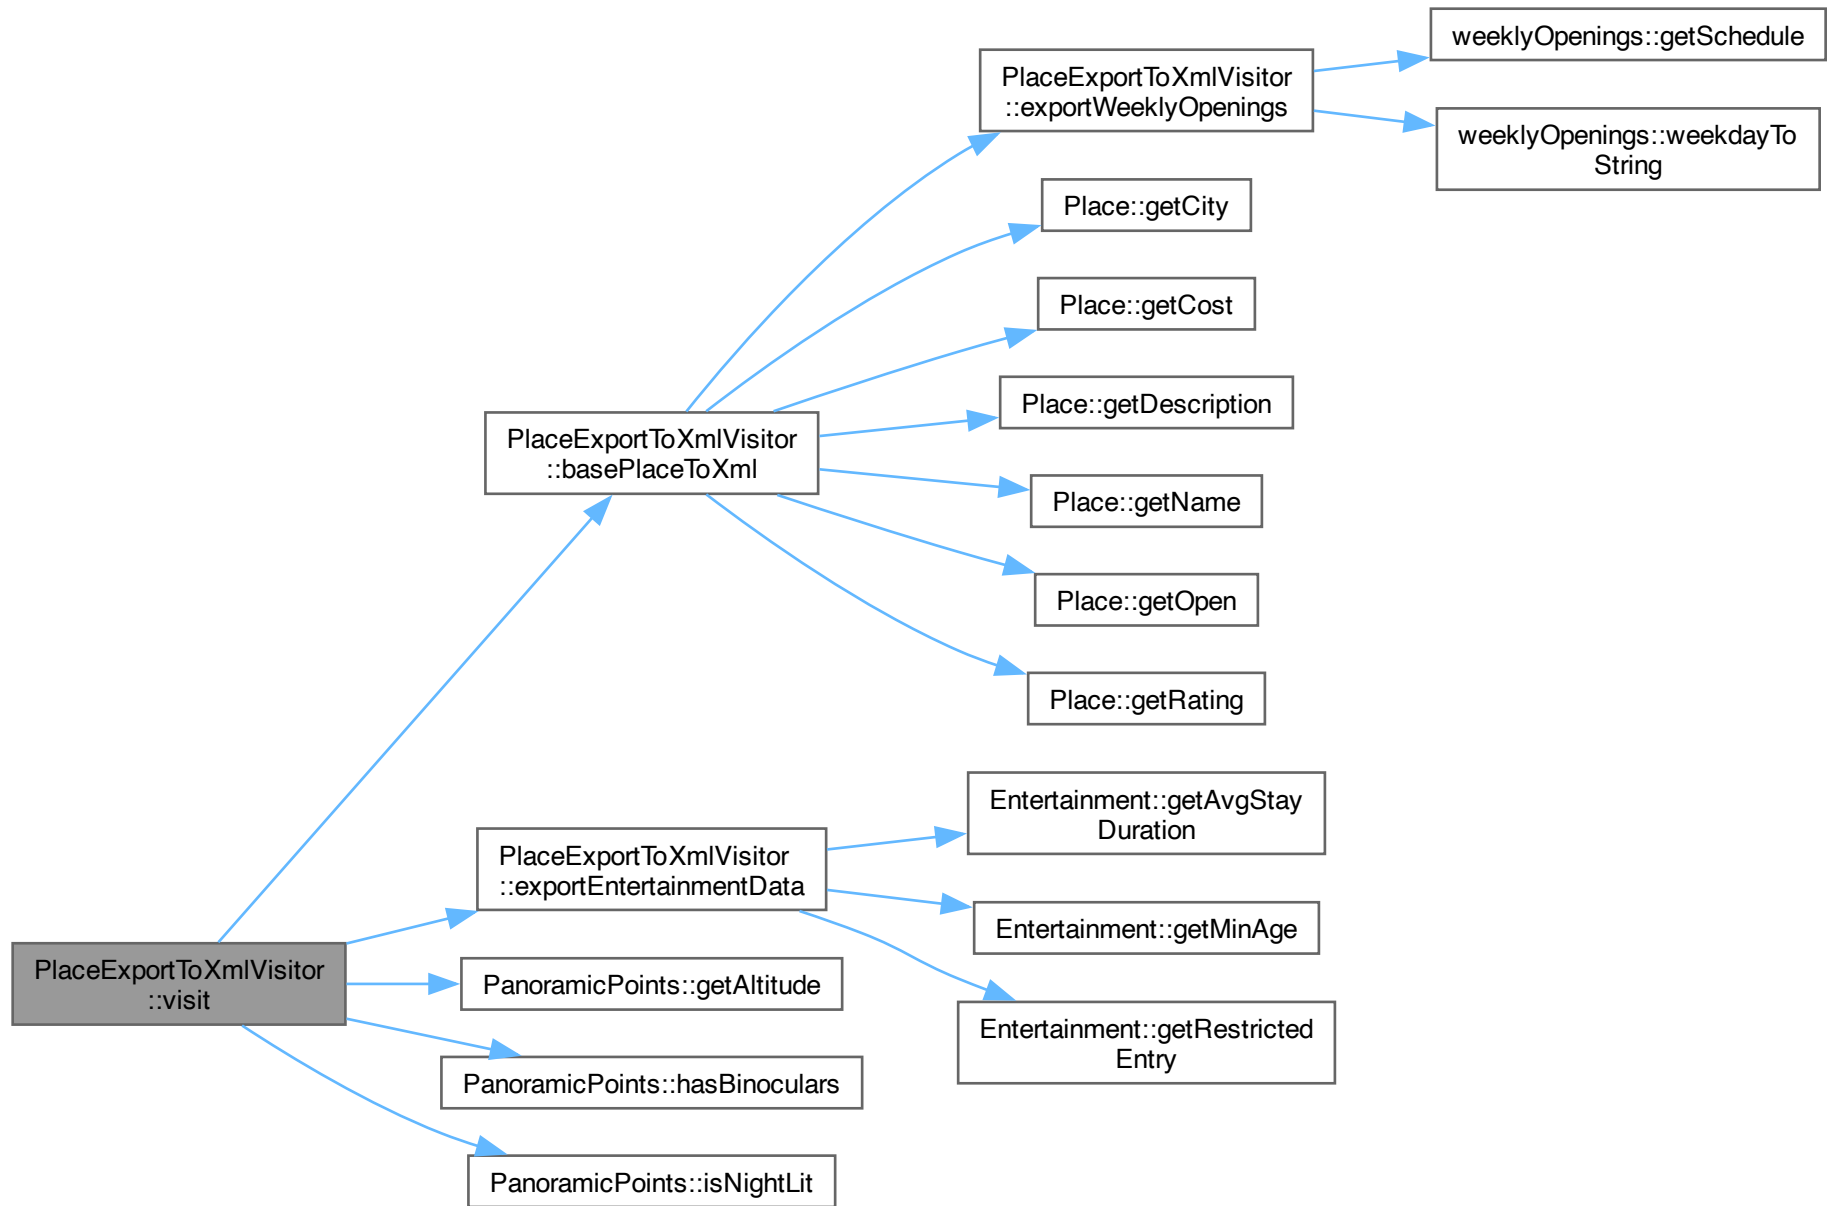 weeklyOpenings::getSchedule
PlaceExportToXmlVisitor
::exportWeeklyOpenings
weeklyOpenings::weekdayTo
String
Place::getCity
Place::getCost
Place::getDescription
PlaceExportToXmlVisitor
::basePlaceToXml
Place::getName
Place::getOpen
Place::getRating
Entertainment::getAvgStay
Duration
PlaceExportToXmlVisitor
::exportEntertainmentData
Entertainment::getMinAge
PlaceExportToXmlVisitor
::visit
PanoramicPoints::getAltitude
Entertainment::getRestricted
Entry
PanoramicPoints::hasBinoculars
PanoramicPoints::isNightLit